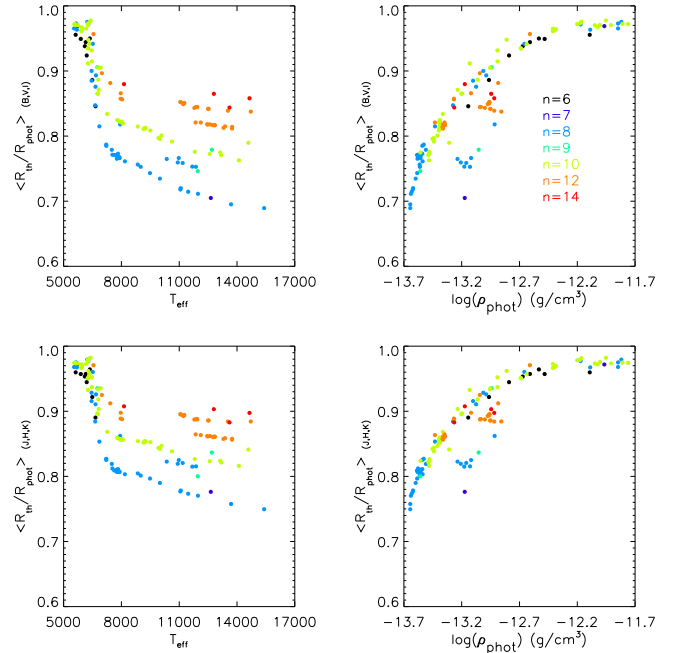 1.0
0.9
0.8
0.7
0.6
<R_th/R_phot> (B,V,I)
5000 8000 11000 14000 17000
T_eff
1.0
0.9
0.8
0.7
0.6
<R_th/R_phot> (B,V,I)
n=6
n=7
n=8
n=9
n=10
n=12
n=14
−13.7 −13.2 −12.7 −12.2 −11.7
log(ρ_phot) (g/cm³)
1.0
0.9
0.8
0.7
0.6
<R_th/R_phot> (J,H,K)
5000 8000 11000 14000 17000
T_eff
1.0
0.9
0.8
0.7
0.6
<R_th/R_phot> (J,H,K)
−13.7 −13.2 −12.7 −12.2 −11.7
log(ρ_phot) (g/cm³)